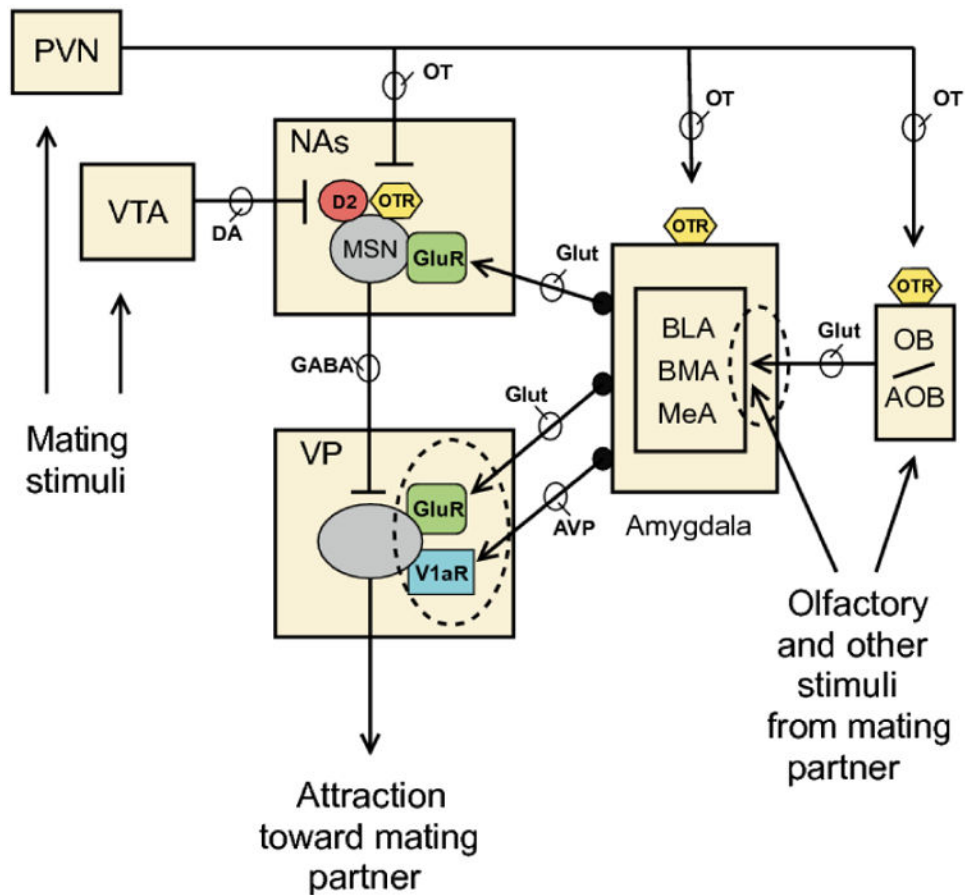 PVN
OT
OT
OT
NAs
VTA
DA
D2
OTR
MSN
GluR
Glut
OTR
OTR
BLA
BMA
MeA
Glut
OB
AOB
GABA
Glut
Mating
stimuli
VP
GluR
V1aR
AVP
Amygdala
Olfactory
and other
stimuli
from mating
partner
Attraction
toward mating
partner